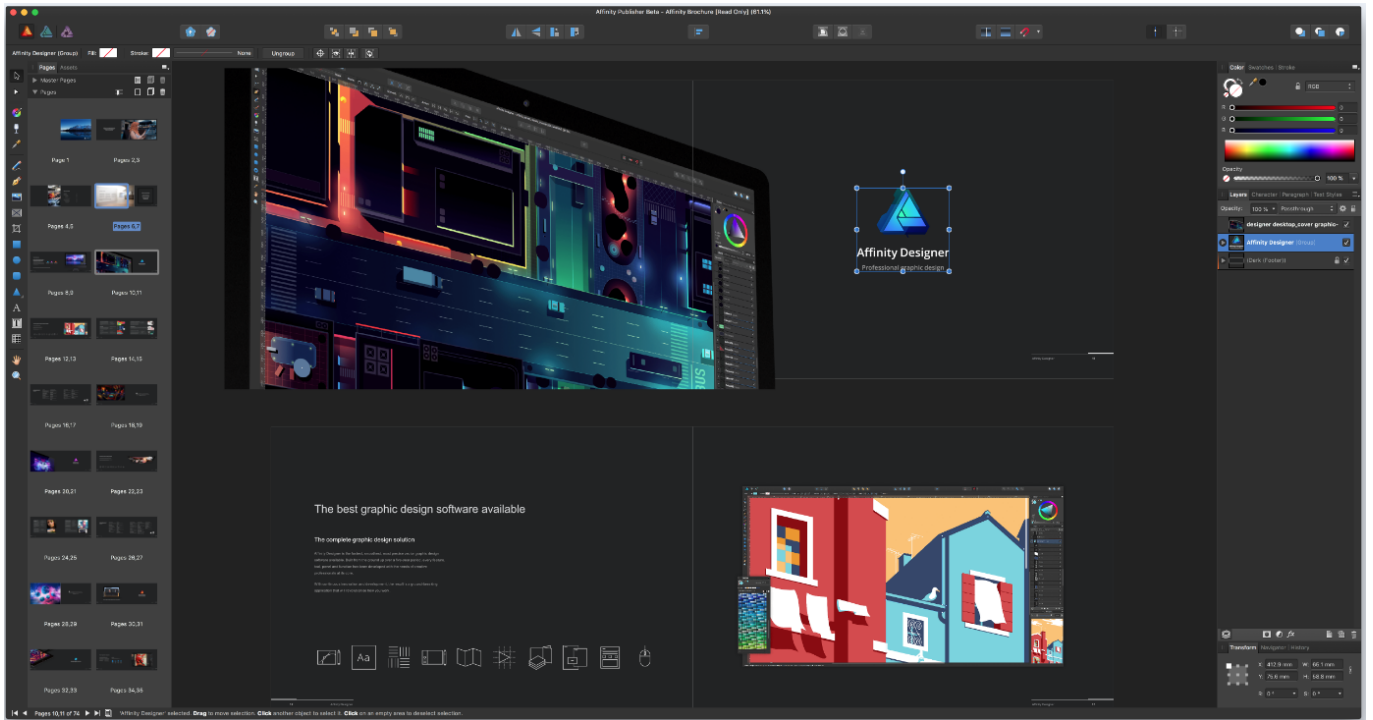 Affinity Publisher Beta - Affinity Brochure [Read Only] (61.1%)
Affinity Designer (Group) Fill: Stroke: None Ungroup
Pages Assets
Master Pages
Pages
Page 1 Pages 2,3
Pages 4,5 Pages 6,7
Pages 8,9 Pages 10,11
Pages 12,13 Pages 14,15
Pages 16,17 Pages 18,19
Pages 20,21 Pages 22,23
Pages 24,25 Pages 26,27
Pages 28,29 Pages 30,31
Pages 32,33 Pages 34,35
Affinity Designer
Professional graphic design
The best graphic design software available
The complete graphic design solution
Aa
Color Swatches Stroke
RGB
R 0
G 0
B 0
Opacity
100 %
Layers Character Paragraph Text Styles
Opacity: 100 % Passthrough
designer desktop_cover graphic-
Affinity Designer (Group)
(Dark (Footer))
Transform Navigator History
X: 412.9 mm W: 66.1 mm
Y: 75.6 mm H: 58.8 mm
R: 0 ° S: 0 °
Pages 10,11 of 74 'Affinity Designer' selected. Drag to move selection. Click another object to select it. Click on an empty area to deselect selection.